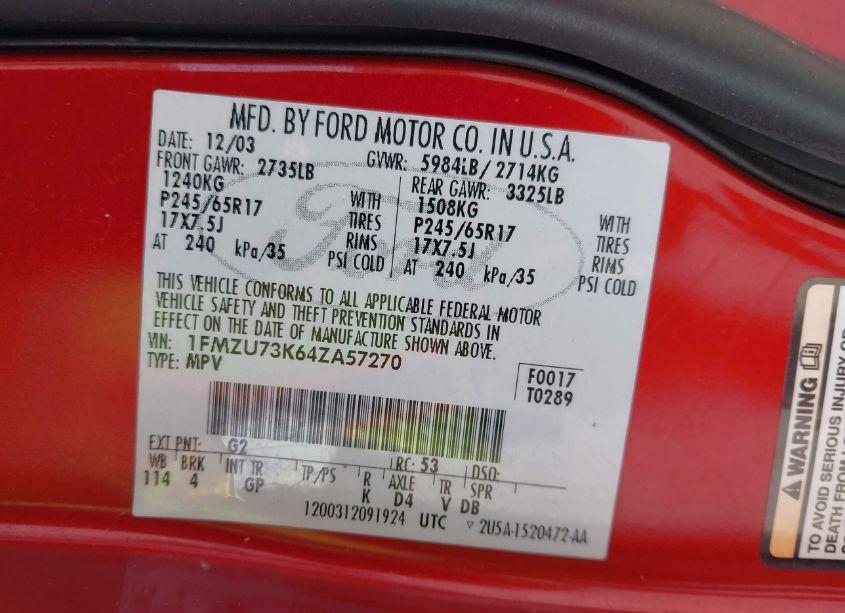 MFD. BY FORD MOTOR CO. IN U.S.A.
DATE: 12/03 GVWR: 5984LB/ 2714KG
FRONT GAWR: 2735LB REAR GAWR: 3325LB
1240KG WITH 1508KG WITH
P245/65R17 TIRES P245/65R17 TIRES
17X7.5J RIMS 17X7.5J RIMS
AT 240 kPa/35 PSI COLD AT 240 kPa/35 PSI COLD
Ford
THIS VEHICLE CONFORMS TO ALL APPLICABLE FEDERAL MOTOR
VEHICLE SAFETY AND THEFT PREVENTION STANDARDS IN
EFFECT ON THE DATE OF MANUFACTURE SHOWN ABOVE.
VIN: 1FMZU73K64ZA57270
TYPE: MPV
F0017
T0289
EXT PNT: G2 RC: 53 DSO:
WB BRK INT TR TP/PS R AXLE TR SPR
114 4 GP K D4 V DB
1200312091924 UTC 2U5A-1520472-AA
WARNING
TO AVOID SERIOUS INJURY OR